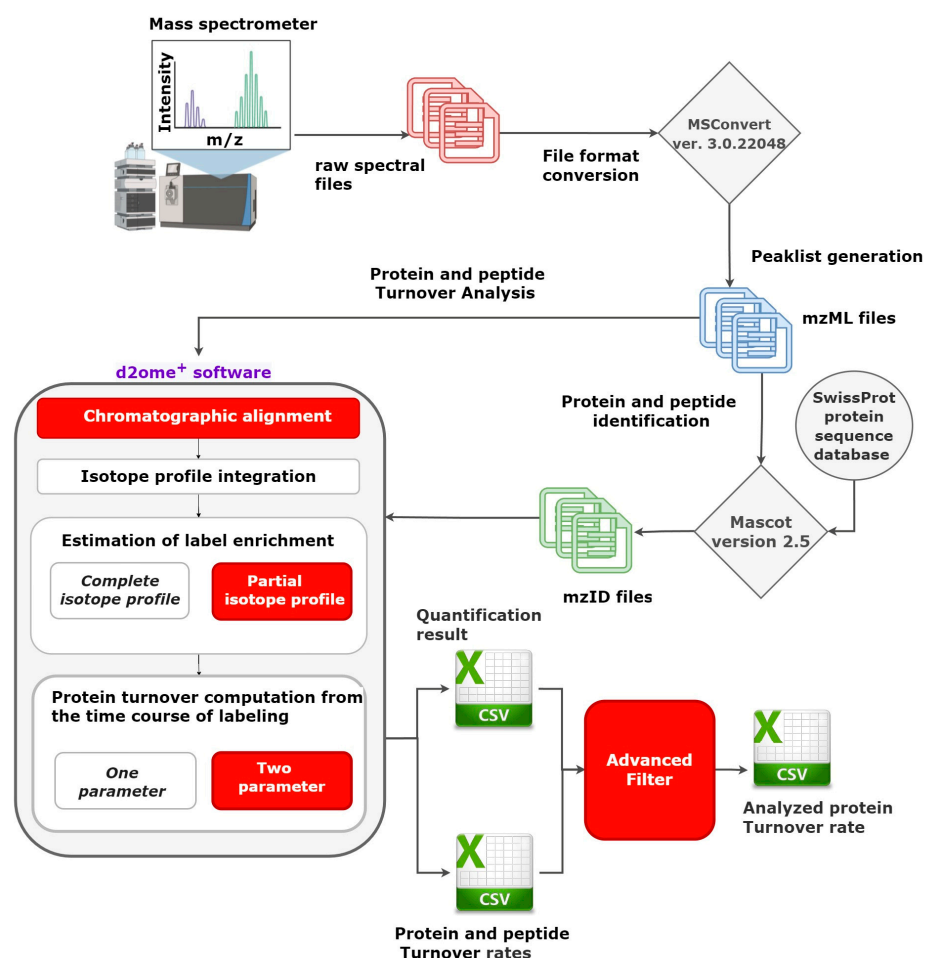 Mass spectrometer
Intensity
m/z
raw spectral
files
File format
conversion
MSConvert
ver. 3.0.22048
Peaklist generation
mzML files
Protein and peptide
Turnover Analysis
d2ome+ software
Chromatographic alignment
Isotope profile integration
Estimation of label enrichment
Complete
isotope profile
Partial
isotope profile
Protein turnover computation from
the time course of labeling
One
parameter
Two
parameter
Protein and peptide
identification
SwissProt
protein
sequence
database
Mascot
version 2.5
mzID files
Quantification
result
X
CSV
X
CSV
Protein and peptide
Turnover rates
Advanced
Filter
X
CSV
Analyzed protein
Turnover rate